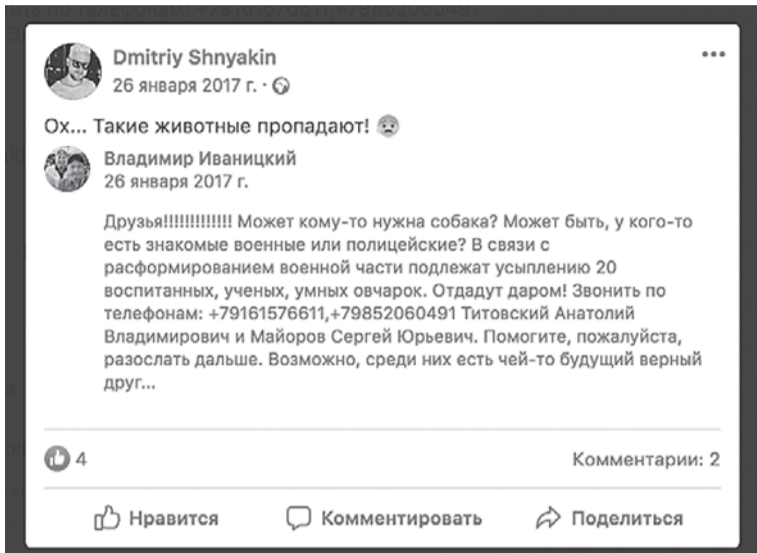 Dmitriy Shnyakin
26 января 2017 г. ·
Ох... Такие животные пропадают!
Владимир Иваницкий
26 января 2017 г.
Друзья!!!!!!!!!!!!! Может кому-то нужна собака? Может быть, у кого-то
есть знакомые военные или полицейские? В связи с
расформированием военной части подлежат усыплению 20
воспитанных, ученых, умных овчарок. Отдадут даром! Звонить по
телефонам: +79161576611,+79852060491 Титовский Анатолий
Владимирович и Майоров Сергей Юрьевич. Помогите, пожалуйста,
разослать дальше. Возможно, среди них есть чей-то будущий верный
друг...
4
Комментарии: 2
Нравится
Комментировать
Поделиться